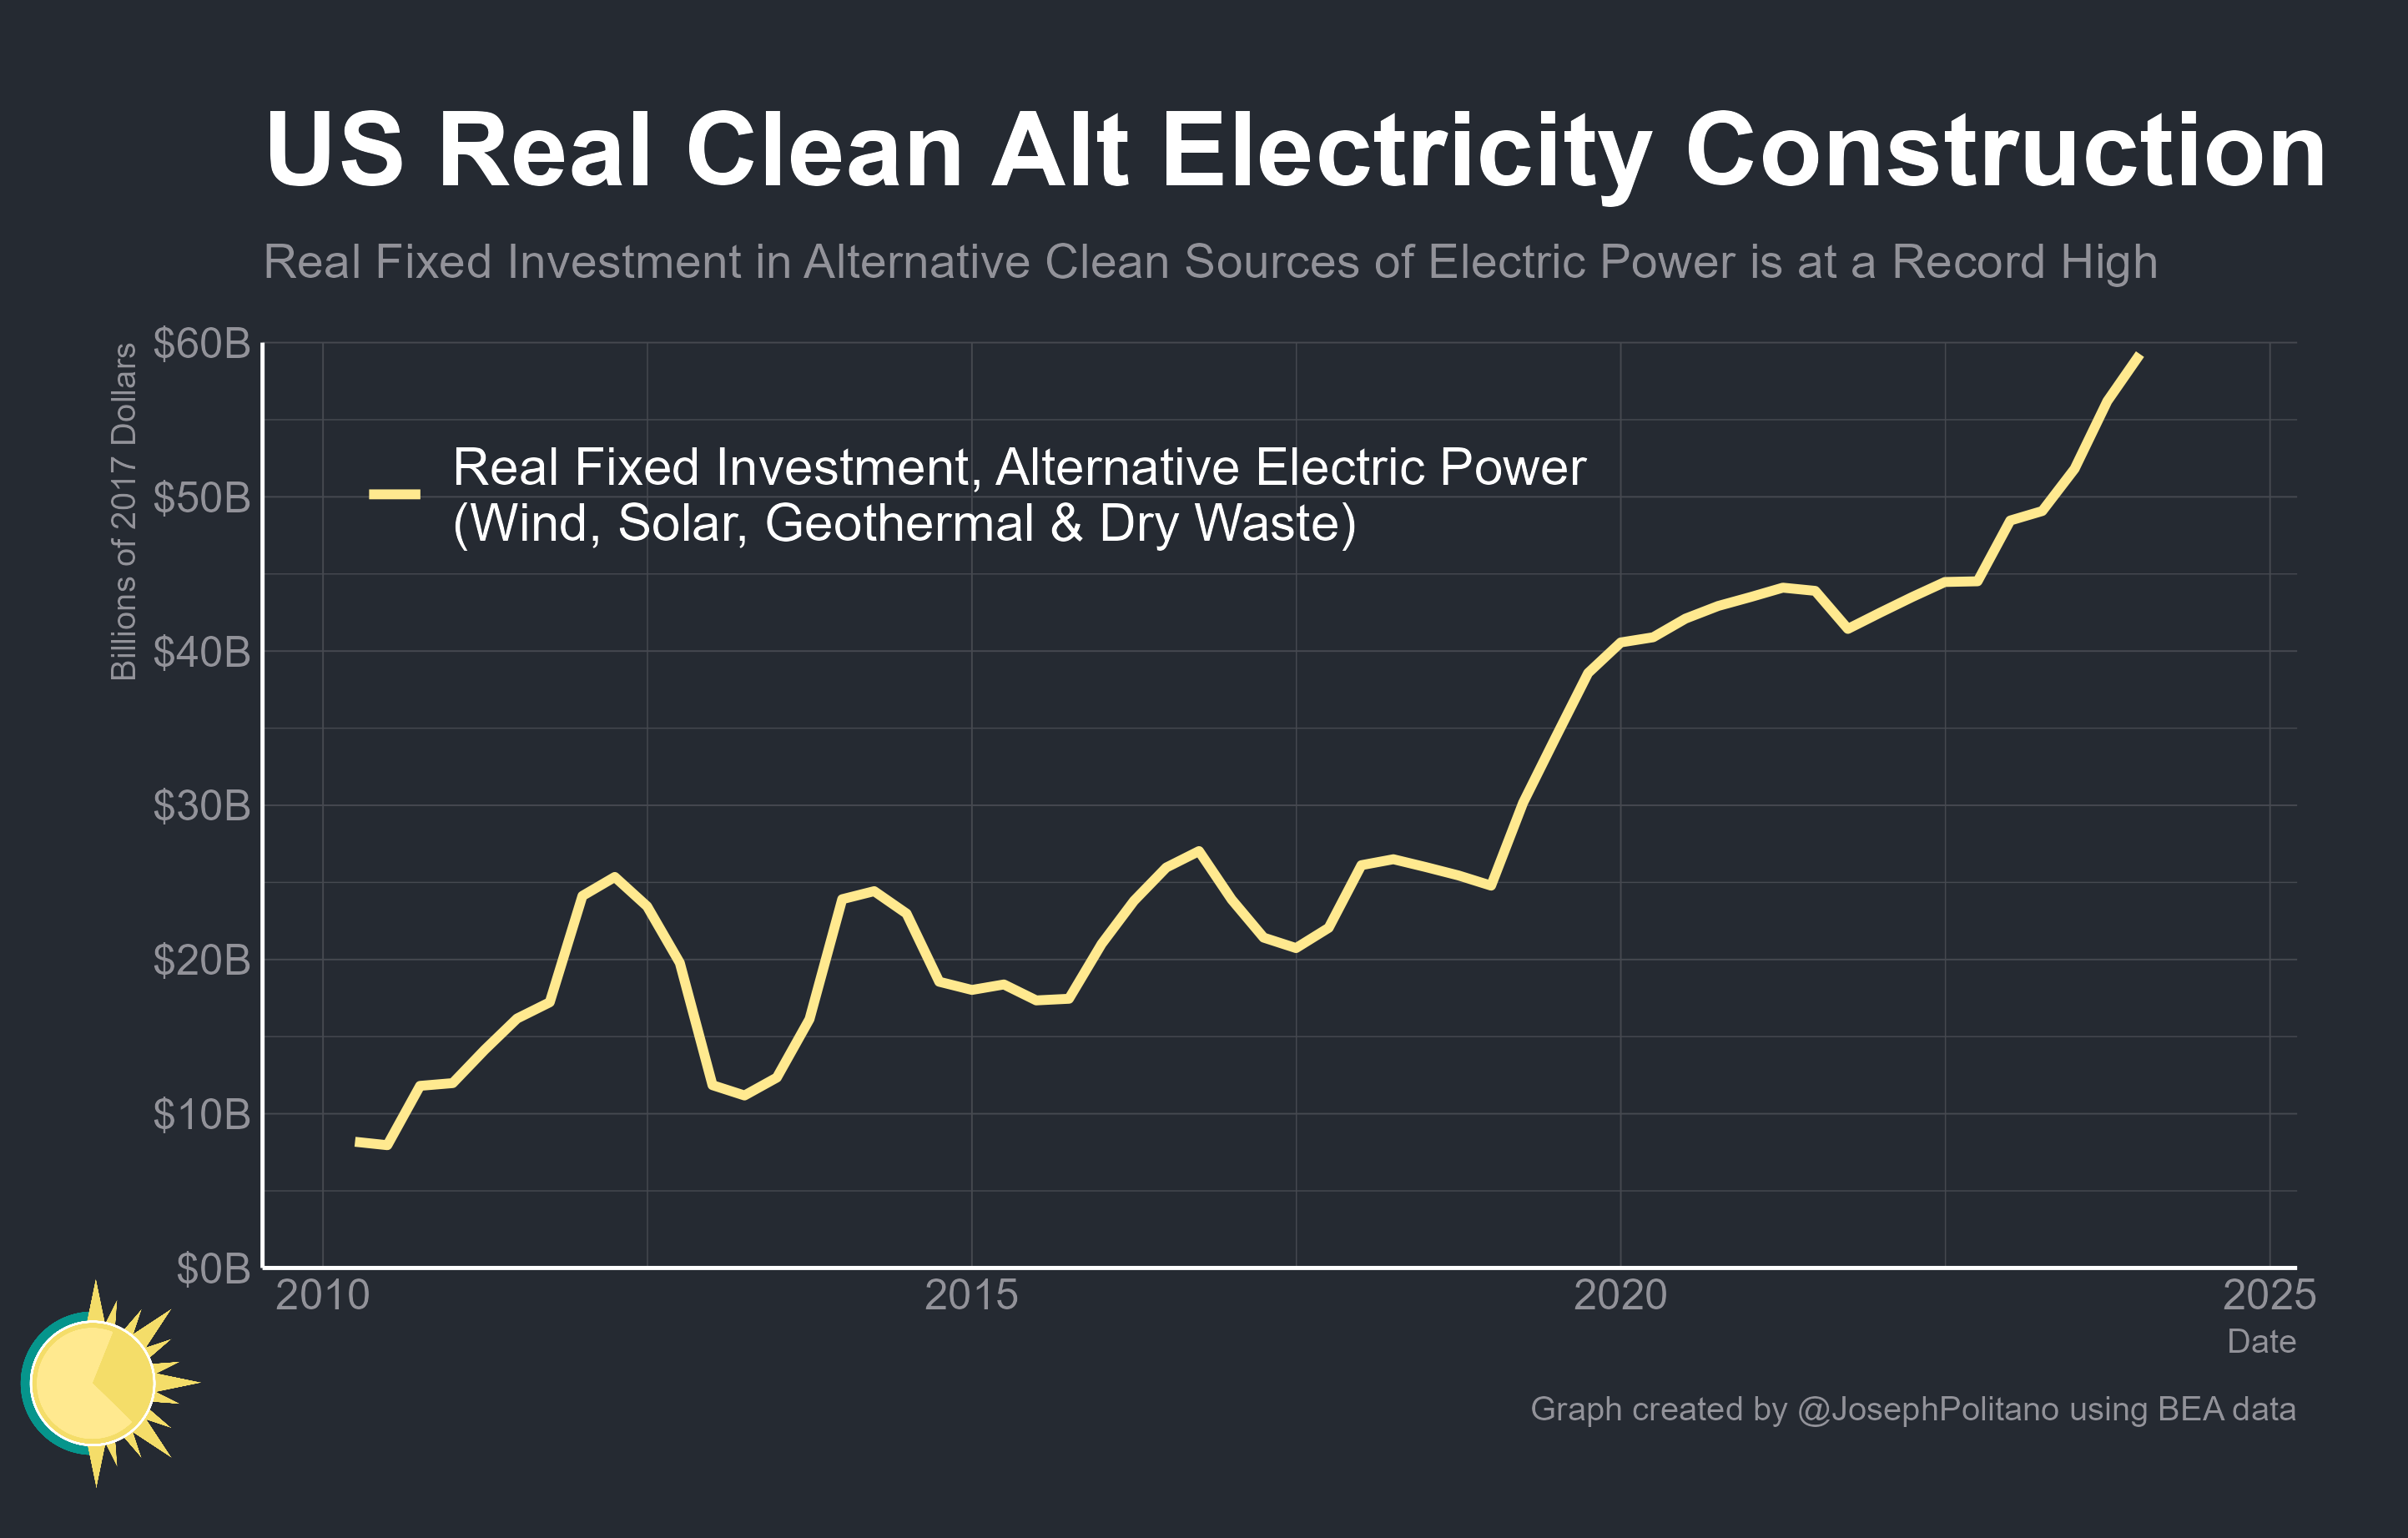 US Real Clean Alt Electricity Construction
Real Fixed Investment in Alternative Clean Sources of Electric Power is at a Record High
Billions of 2017 Dollars
$60B
$50B
$40B
$30B
$20B
$10B
$0B
Real Fixed Investment, Alternative Electric Power
(Wind, Solar, Geothermal & Dry Waste)
2010
2015
2020
2025
Date
Graph created by @JosephPolitano using BEA data